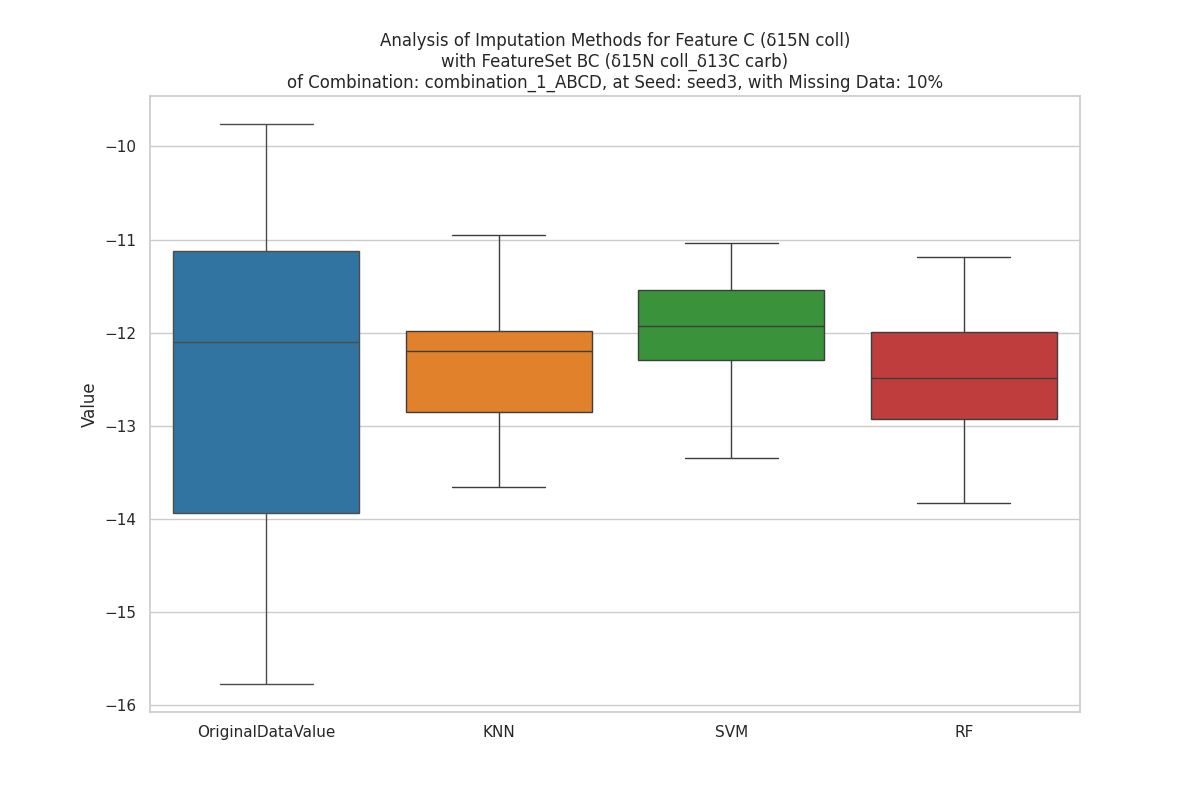 Analysis of Imputation Methods for Feature C (δ15N coll)
with FeatureSet BC (δ15N coll_δ13C carb)
of Combination: combination_1_ABCD, at Seed: seed3, with Missing Data: 10%
−10
−11
−12
−13
−14
−15
−16
Value
OriginalDataValue KNN SVM RF